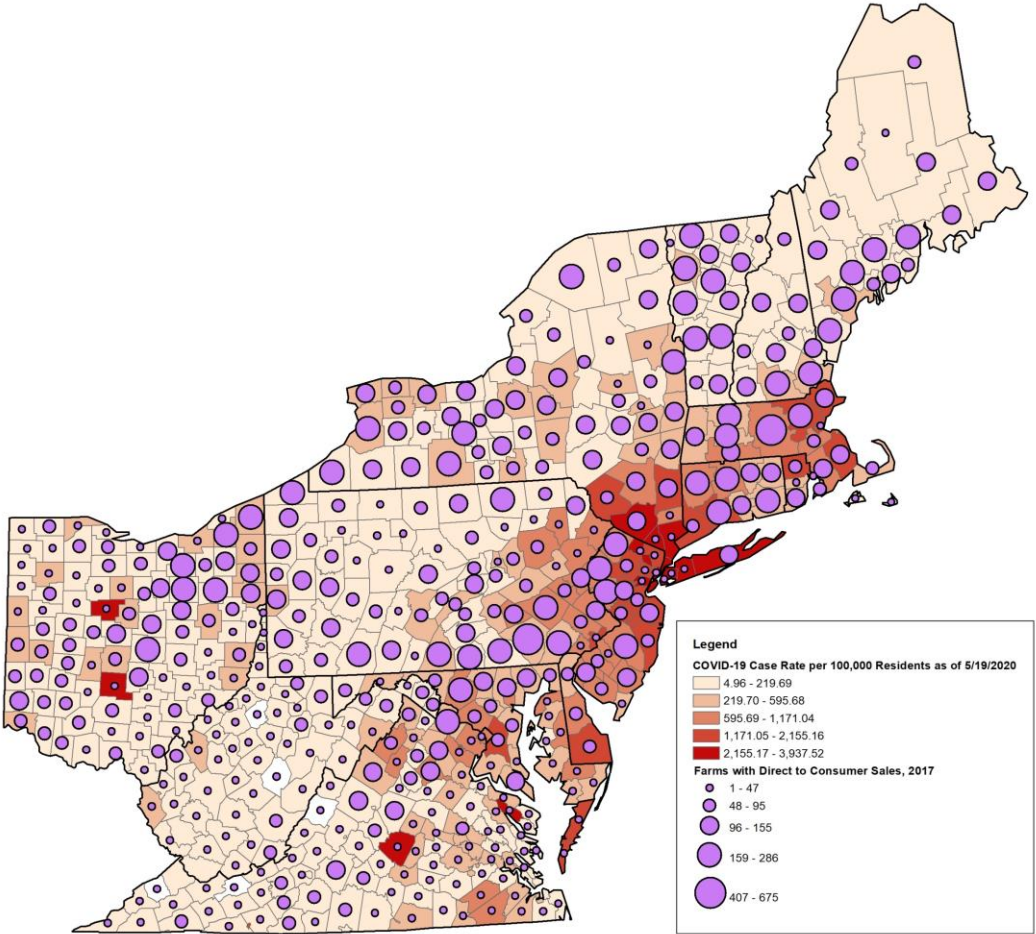 Legend
COVID-19 Case Rate per 100,000 Residents as of 5/19/2020
4.96 - 219.69
219.70 - 595.68
595.69 - 1,171.04
1,171.05 - 2,155.16
2,155.17 - 3,937.52
Farms with Direct to Consumer Sales, 2017
1 - 47
48 - 95
96 - 155
159 - 286
407 - 675